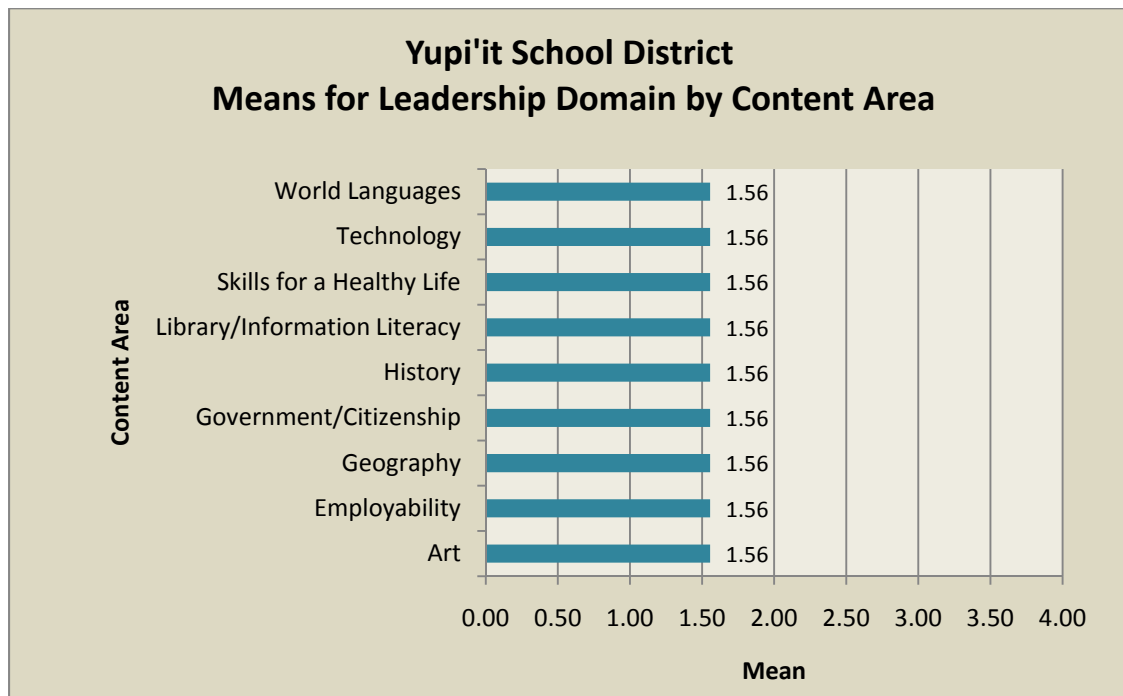 Yupi'it School District
Means for Leadership Domain by Content Area
Content Area
World Languages 1.56
Technology 1.56
Skills for a Healthy Life 1.56
Library/Information Literacy 1.56
History 1.56
Government/Citizenship 1.56
Geography 1.56
Employability 1.56
Art 1.56
0.00 0.50 1.00 1.50 2.00 2.50 3.00 3.50 4.00
Mean